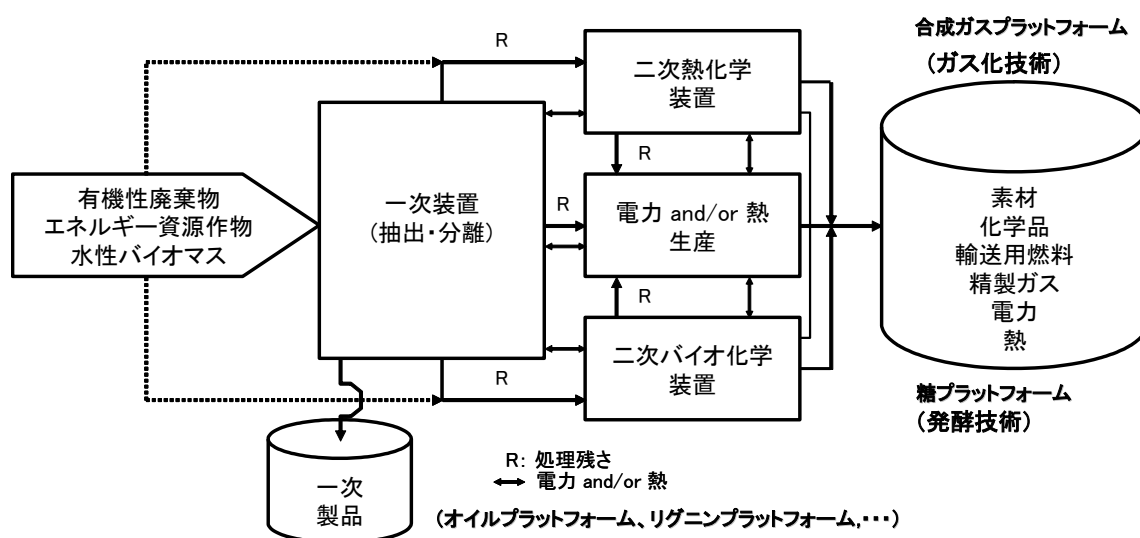 合成ガスプラットフォーム
(ガス化技術)
R
二次熱化学
装置
R
有機性廃棄物
エネルギー資源作物
水性バイオマス
一次装置
(抽出・分離)
R
電力 and/or 熱
生産
素材
化学品
輸送用燃料
精製ガス
電力
熱
R
二次バイオ化学
装置
R
糖プラットフォーム
(発酵技術)
一次
製品
R: 処理残さ
電力 and/or 熱
(オイルプラットフォーム、リグニンプラットフォーム,・・・)